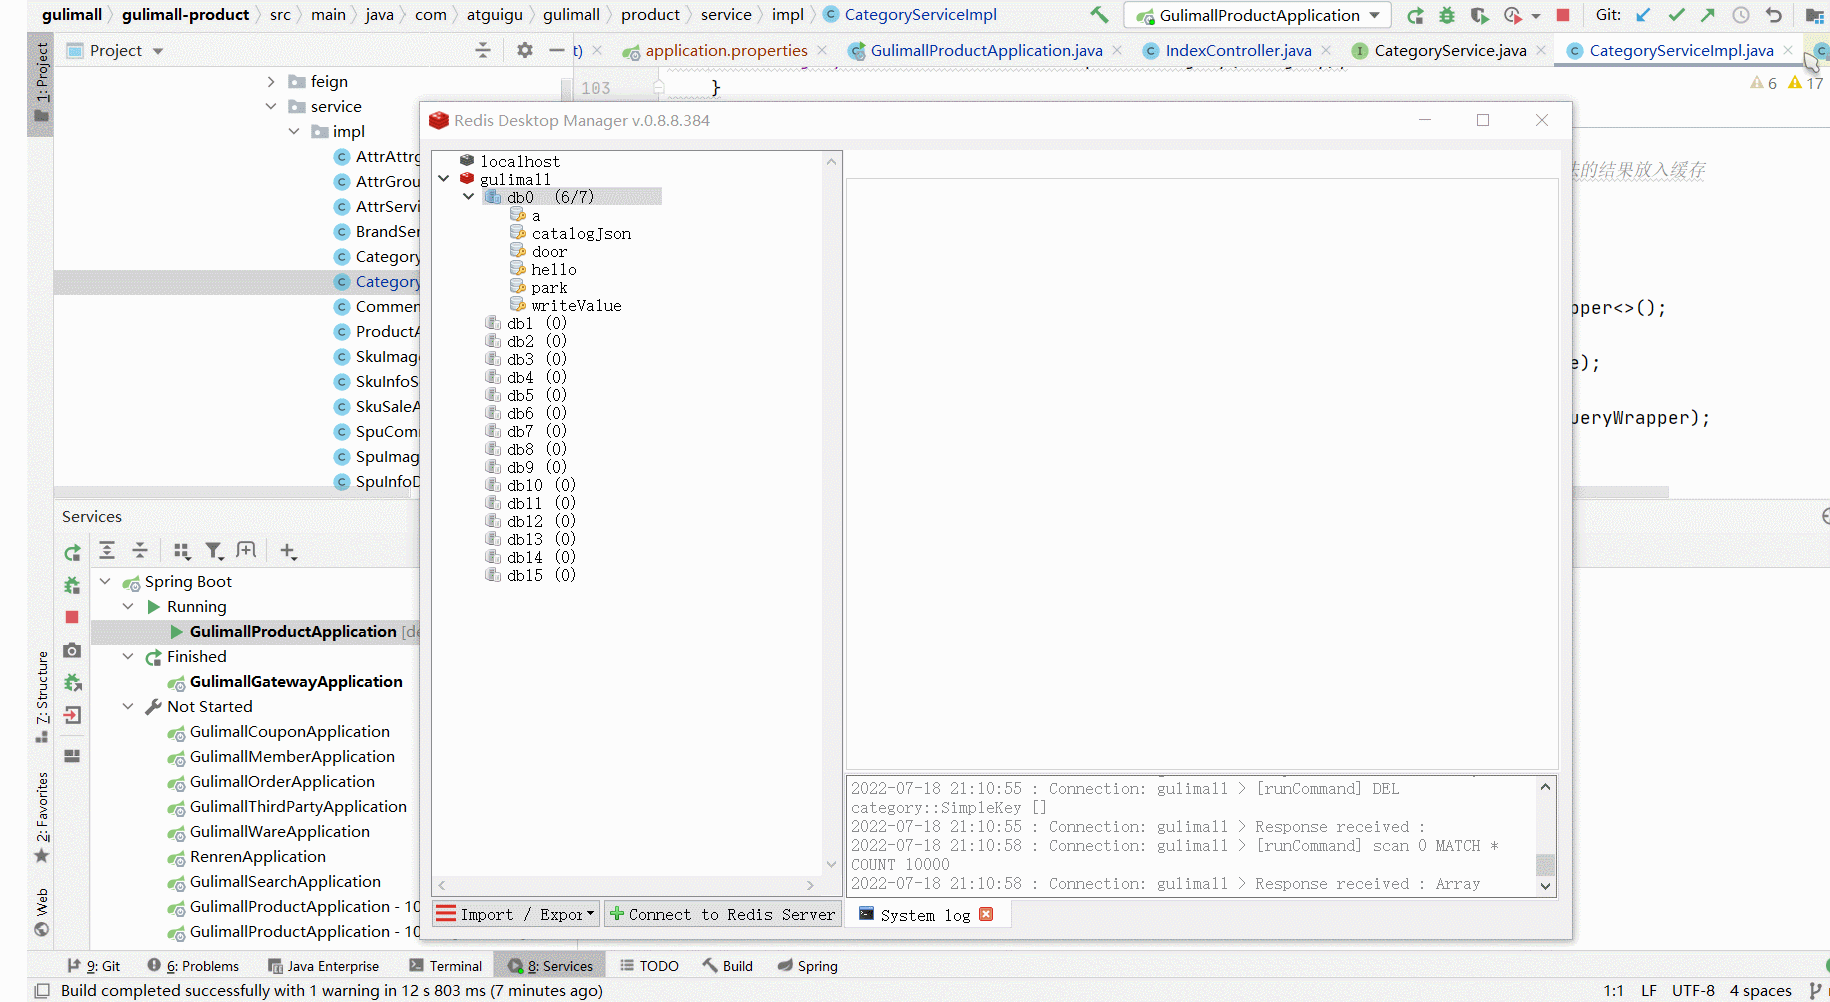 gulimall gulimall-product src main java com atguigu gulimall product service impl CategoryServiceImpl GulimallProductApplication Git:
Project
application.properties GulimallProductApplication.java IndexController.java CategoryService.java CategoryServiceImpl.java
1: Project
103 }
6 17
feign
service
impl
AttrAttrg
AttrGrou
AttrServi
BrandSer
Category
Category
Commen
ProductA
SkuImage
SkuInfoS
SkuSaleA
SpuComm
SpuImag
SpuInfoD
Redis Desktop Manager v.0.8.8.384
localhost
gulimall
db0 (6/7)
a
catalogJson
door
hello
park
writeValue
db1 (0)
db2 (0)
db3 (0)
db4 (0)
db5 (0)
db6 (0)
db7 (0)
db8 (0)
db9 (0)
db10 (0)
db11 (0)
db12 (0)
db13 (0)
db14 (0)
db15 (0)
的结果放入缓存
pper<>();
e);
ueryWrapper);
2022-07-18 21:10:55 : Connection: gulimall > [runCommand] DEL
category::SimpleKey []
2022-07-18 21:10:55 : Connection: gulimall > Response received :
2022-07-18 21:10:58 : Connection: gulimall > [runCommand] scan 0 MATCH *
COUNT 10000
2022-07-18 21:10:58 : Connection: gulimall > Response received : Array
Import / Expor
Connect to Redis Server
System log
Services
Spring Boot
Running
GulimallProductApplication [de
Finished
GulimallGatewayApplication
Not Started
GulimallCouponApplication
GulimallMemberApplication
GulimallOrderApplication
GulimallThirdPartyApplication
GulimallWareApplication
RenrenApplication
GulimallSearchApplication
GulimallProductApplication - 10
GulimallProductApplication - 10
7: Structure
2: Favorites
Web
9: Git 6: Problems Java Enterprise Terminal 8: Services TODO Build Spring
Build completed successfully with 1 warning in 12 s 803 ms (7 minutes ago) 1:1 LF UTF-8 4 spaces